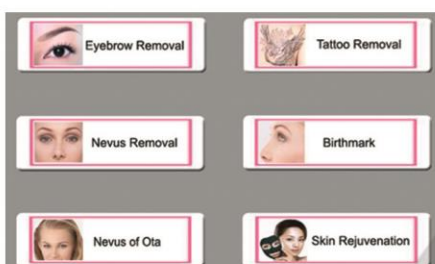 Eyebrow Removal
Tattoo Removal
Nevus Removal
Birthmark
Nevus of Ota
Skin Rejuvenation